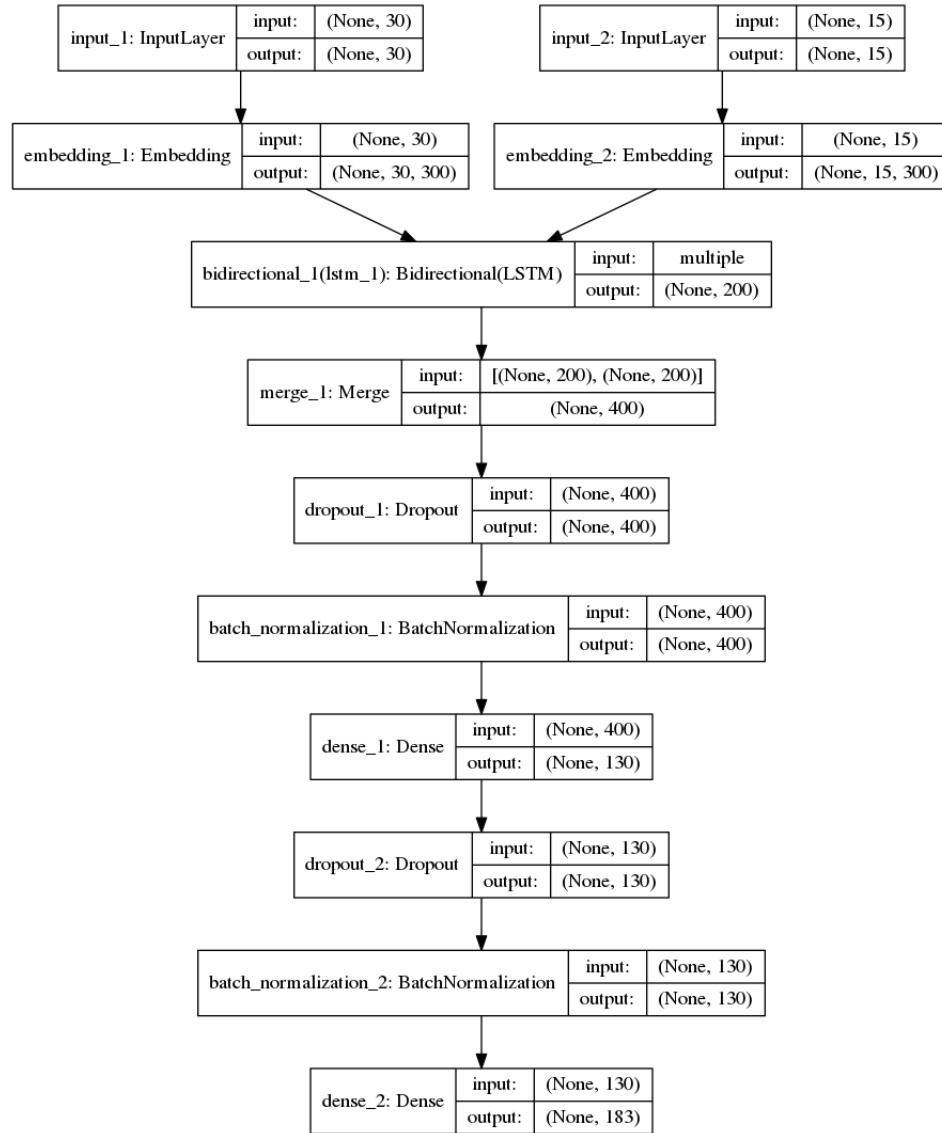 input_1: InputLayer
input: (None, 30)
output: (None, 30)
input_2: InputLayer
input: (None, 15)
output: (None, 15)
embedding_1: Embedding
input: (None, 30)
output: (None, 30, 300)
embedding_2: Embedding
input: (None, 15)
output: (None, 15, 300)
bidirectional_1(lstm_1): Bidirectional(LSTM)
input: multiple
output: (None, 200)
merge_1: Merge
input: [(None, 200), (None, 200)]
output: (None, 400)
dropout_1: Dropout
input: (None, 400)
output: (None, 400)
batch_normalization_1: BatchNormalization
input: (None, 400)
output: (None, 400)
dense_1: Dense
input: (None, 400)
output: (None, 130)
dropout_2: Dropout
input: (None, 130)
output: (None, 130)
batch_normalization_2: BatchNormalization
input: (None, 130)
output: (None, 130)
dense_2: Dense
input: (None, 130)
output: (None, 183)